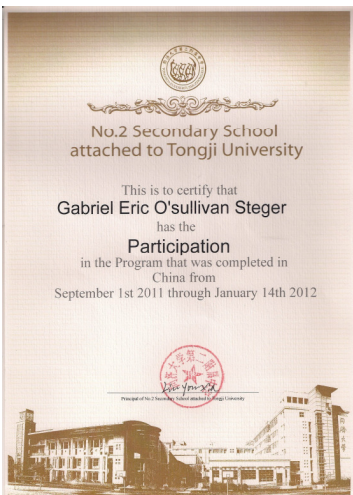 No.2 Secondary School
attached to Tongji University
This is to certify that
Gabriel Eric O'sullivan Steger
has the
Participation
in the Program that was completed in
China from
September 1st 2011 through January 14th 2012
Principal of No.2 Secondary School attached to Tongji University